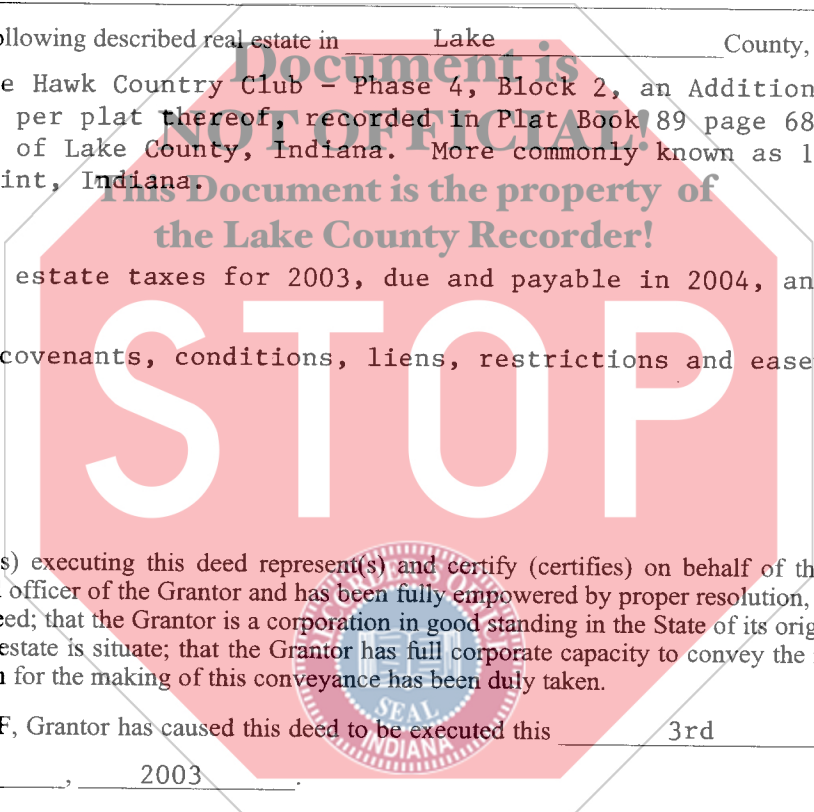 ollowing described real estate in Lake County,
Document is
e Hawk Country Club - Phase 4, Block 2, an Addition
per plat thereof, recorded in Plat Book 89 page 68
NOT OFFICIAL!
of Lake County, Indiana. More commonly known as 1
int, Indiana.
This Document is the property of
the Lake County Recorder!
estate taxes for 2003, due and payable in 2004, an
STOP
covenants, conditions, liens, restrictions and ease
s) executing this deed represent(s) and certify (certifies) on behalf of th
officer of the Grantor and has been fully empowered by proper resolution,
eed; that the Grantor is a corporation in good standing in the State of its orig
estate is situate; that the Grantor has full corporate capacity to convey the
n for the making of this conveyance has been duly taken.
RECORDER'S OFFICE
SEAL
INDIANA
F, Grantor has caused this deed to be executed this 3rd
, 2003.